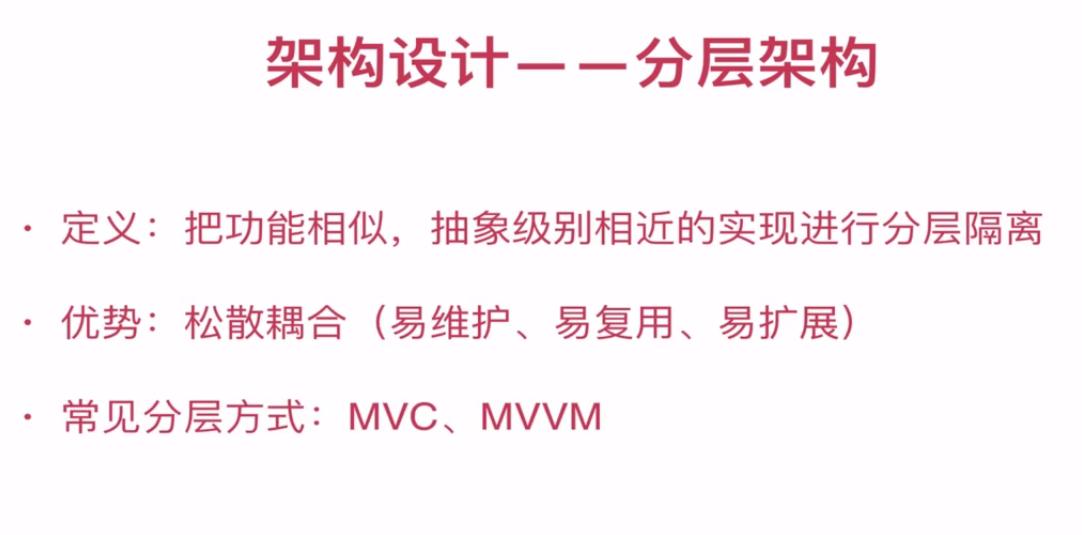 架构设计——分层架构
· 定义：把功能相似，抽象级别相近的实现进行分层隔离
· 优势：松散耦合（易维护、易复用、易扩展）
· 常见分层方式：MVC、MVVM